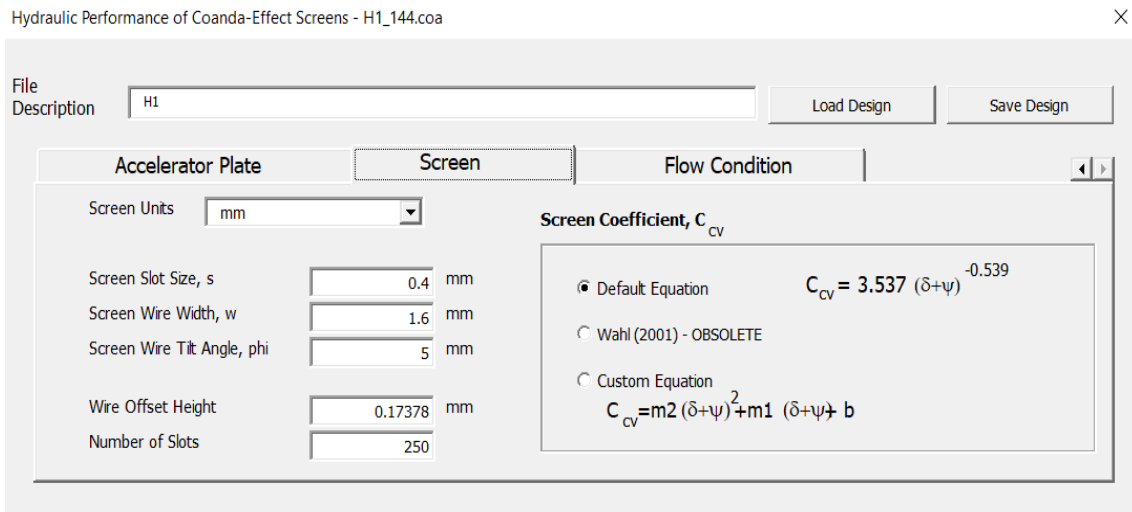 Hydraulic Performance of Coanda-Effect Screens - H1_144.coa
File
Description
H1
Load Design
Save Design
Accelerator Plate
Screen
Flow Condition
Screen Units
mm
Screen Slot Size, s
0.4 mm
Screen Wire Width, w
1.6 mm
Screen Wire Tilt Angle, phi
5 mm
Wire Offset Height
0.17378 mm
Number of Slots
250
Screen Coefficient, C_CV
Default Equation
C_cv = 3.537 (δ+ψ)^-0.539
Wahl (2001) - OBSOLETE
Custom Equation
C_cv=m2 (δ+ψ)^2+m1 (δ+ψ+ b